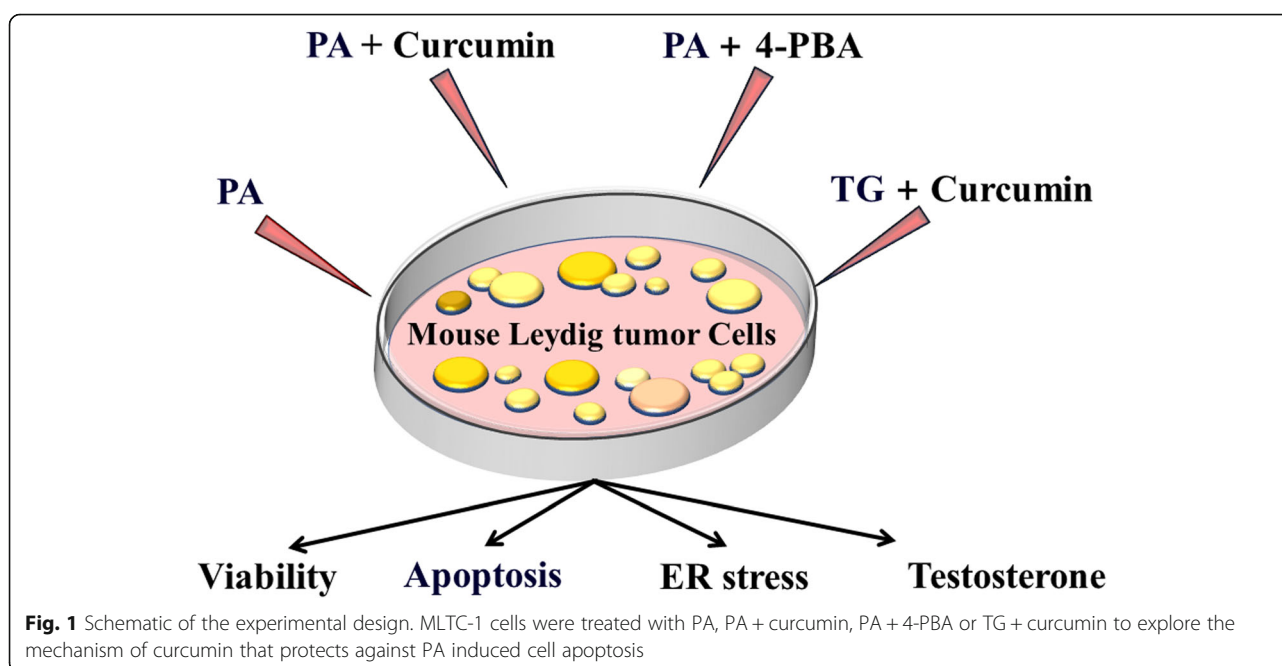 PA + Curcumin
PA + 4-PBA
PA
TG + Curcumin
Mouse Leydig tumor Cells
Viability
Apoptosis
ER stress
Testosterone
Fig. 1 Schematic of the experimental design. MLTC-1 cells were treated with PA, PA + curcumin, PA + 4-PBA or TG + curcumin to explore the
mechanism of curcumin that protects against PA induced cell apoptosis